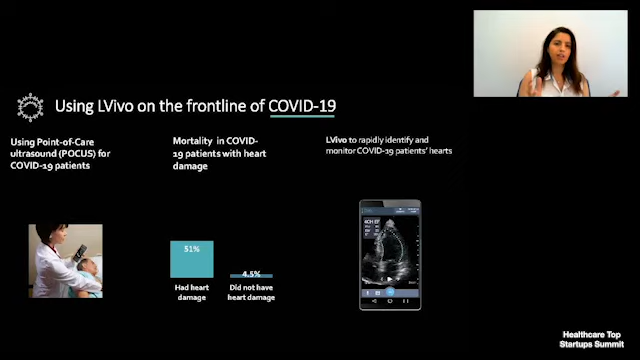 Using LVivo on the frontline of COVID-19
Using Point-of-Care
ultrasound (POCUS) for
COVID-19 patients
Mortality in COVID-
19 patients with heart
damage
LVivo to rapidly identify and
monitor COVID-19 patients' hearts
51%
4.5%
Had heart
damage
Did not have
heart damage
4CH EF
Healthcare Top
Startups Summit